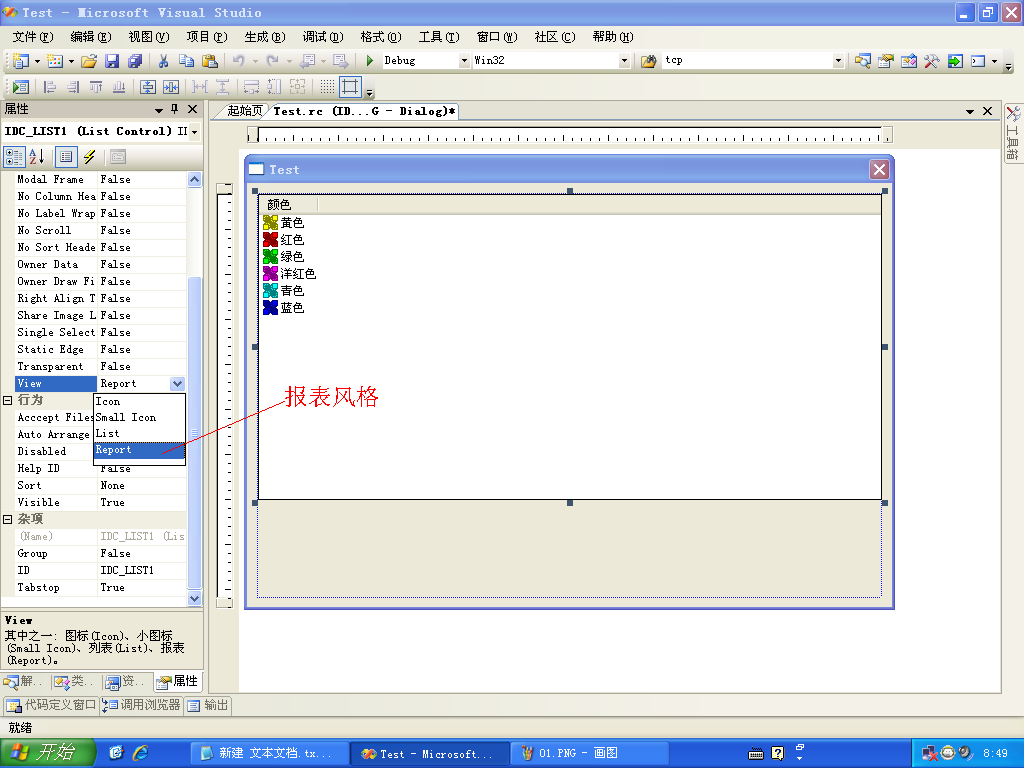 Test - Microsoft Visual Studio
文件(F) 编辑(E) 视图(V) 项目(P) 生成(B) 调试(D) 格式(O) 工具(T) 窗口(W) 社区(C) 帮助(H)
Debug Win32 tcp
属性
IDC_LIST1 (List Control) II
Modal Frame False
No Column Hea False
No Label Wrap False
No Scroll False
No Sort Heade False
Owner Data False
Owner Draw Fi False
Right Align T False
Share Image L False
Single Select False
Static Edge False
Transparent False
View Report
行为
Icon
Acccept Files
Small Icon
Auto Arrange
List
Disabled
Report
Help ID False
Sort None
Visible True
杂项
(Name) IDC_LIST1 (Lis
Group False
ID IDC_LIST1
Tabstop True
View
其中之一: 图标(Icon)、小图标
(Small Icon)、列表(List)、报表
(Report)。
解.. 类.. 资.. 属性
代码定义窗口 调用浏览器 输出
就绪
起始页 Test.rc (ID...G - Dialog)*
Test
颜色
黄色
红色
绿色
洋红色
青色
蓝色
报表风格
工具箱
开始 新建 文本文档.tx... Test - Microsoft... 01.PNG - 画图 8:49